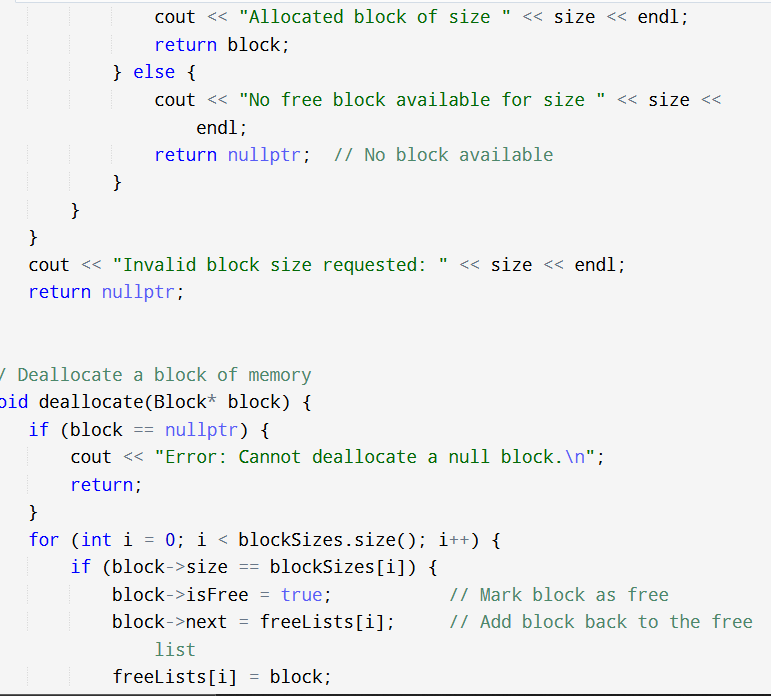 cout << "Allocated block of size " << size << endl;
return block;
} else {
cout << "No free block available for size " << size <<
endl;
return nullptr;  // No block available
}
}
}
cout << "Invalid block size requested: " << size << endl;
return nullptr;
/ Deallocate a block of memory
oid deallocate(Block* block) {
if (block == nullptr) {
cout << "Error: Cannot deallocate a null block.\n";
return;
}
for (int i = 0; i < blockSizes.size(); i++) {
if (block->size == blockSizes[i]) {
block->isFree = true;           // Mark block as free
block->next = freeLists[i];     // Add block back to the free
list
freeLists[i] = block;